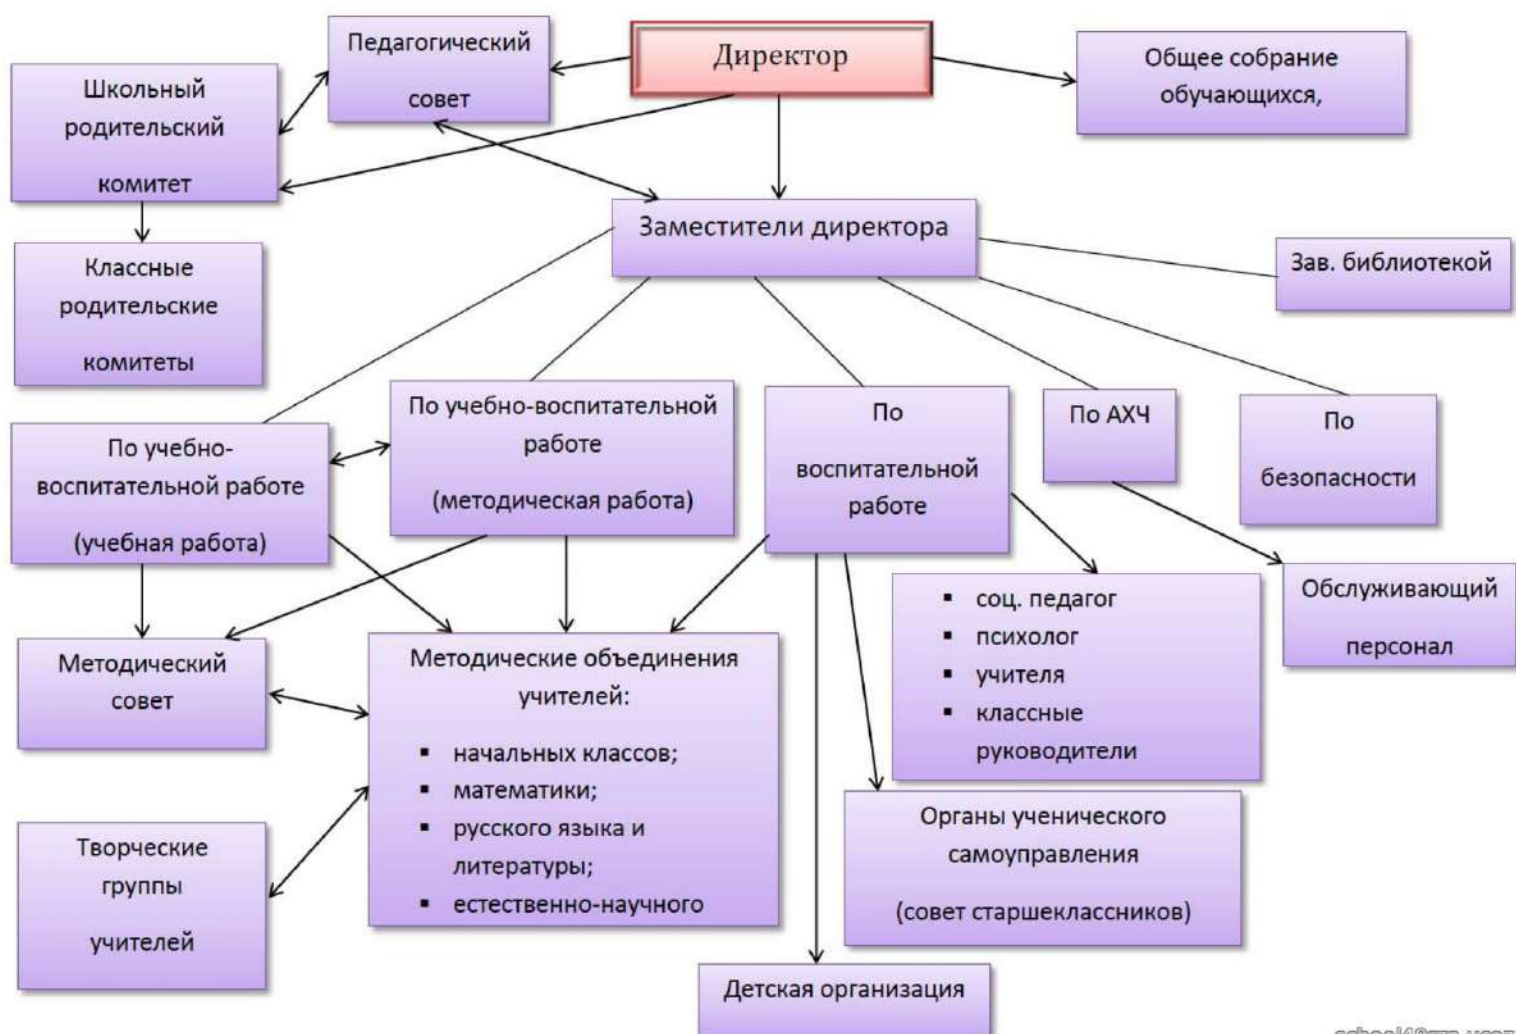 Директор
Педагогический
совет
Общее собрание
обучающихся,
Школьный
родительский
комитет
Заместители директора
Зав. библиотекой
Классные
родительские
комитеты
По учебно-
воспитательной работе
(учебная работа)
По учебно-воспитательной
работе
(методическая работа)
По
воспитательной
работе
По АХЧ
По
безопасности
Обслуживающий
персонал
▪ соц. педагог
▪ психолог
▪ учителя
▪ классные
руководители
Методический
совет
Методические объединения
учителей:
▪ начальных классов;
▪ математики;
▪ русского языка и
литературы;
▪ естественно-научного
Творческие
группы
учителей
Органы ученического
самоуправления
(совет старшеклассников)
Детская организация